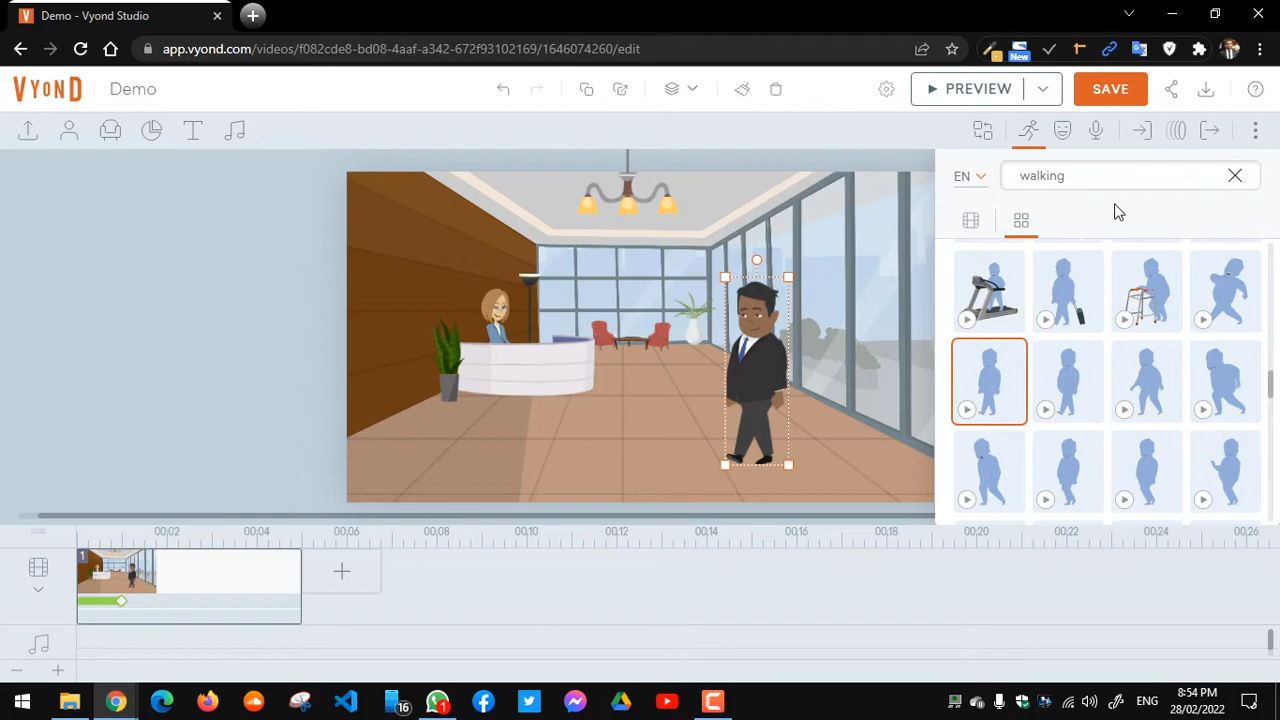 Demo - Vyond Studio
app.vyond.com/videos/f082cde8-bd08-4aaf-a342-672f93102169/1646074260/edit
New
VYOND
Demo
PREVIEW
SAVE
EN
walking
00:02
00:04
00:06
00:08
00:10
00:12
00:14
00:16
00:18
00:20
00:22
00:24
00:26
1
16
1
ENG
8:54 PM
28/02/2022